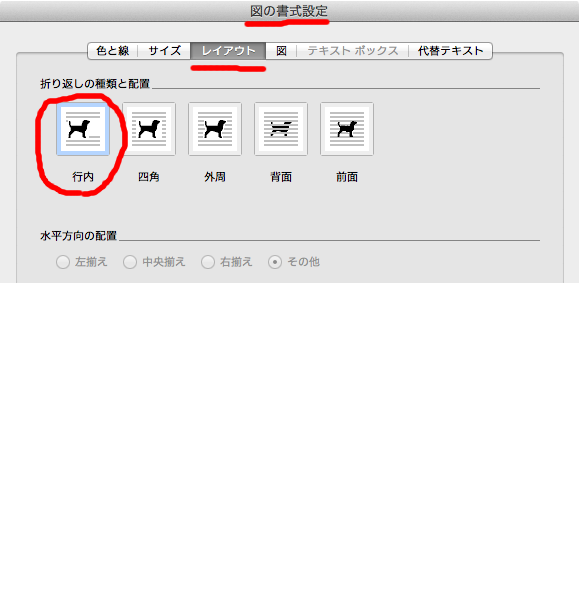 図の書式設定
色と線 サイズ レイアウト 図 テキスト ボックス 代替テキスト
折り返しの種類と配置
行内 四角 外周 背面 前面
水平方向の配置
左揃え 中央揃え 右揃え その他